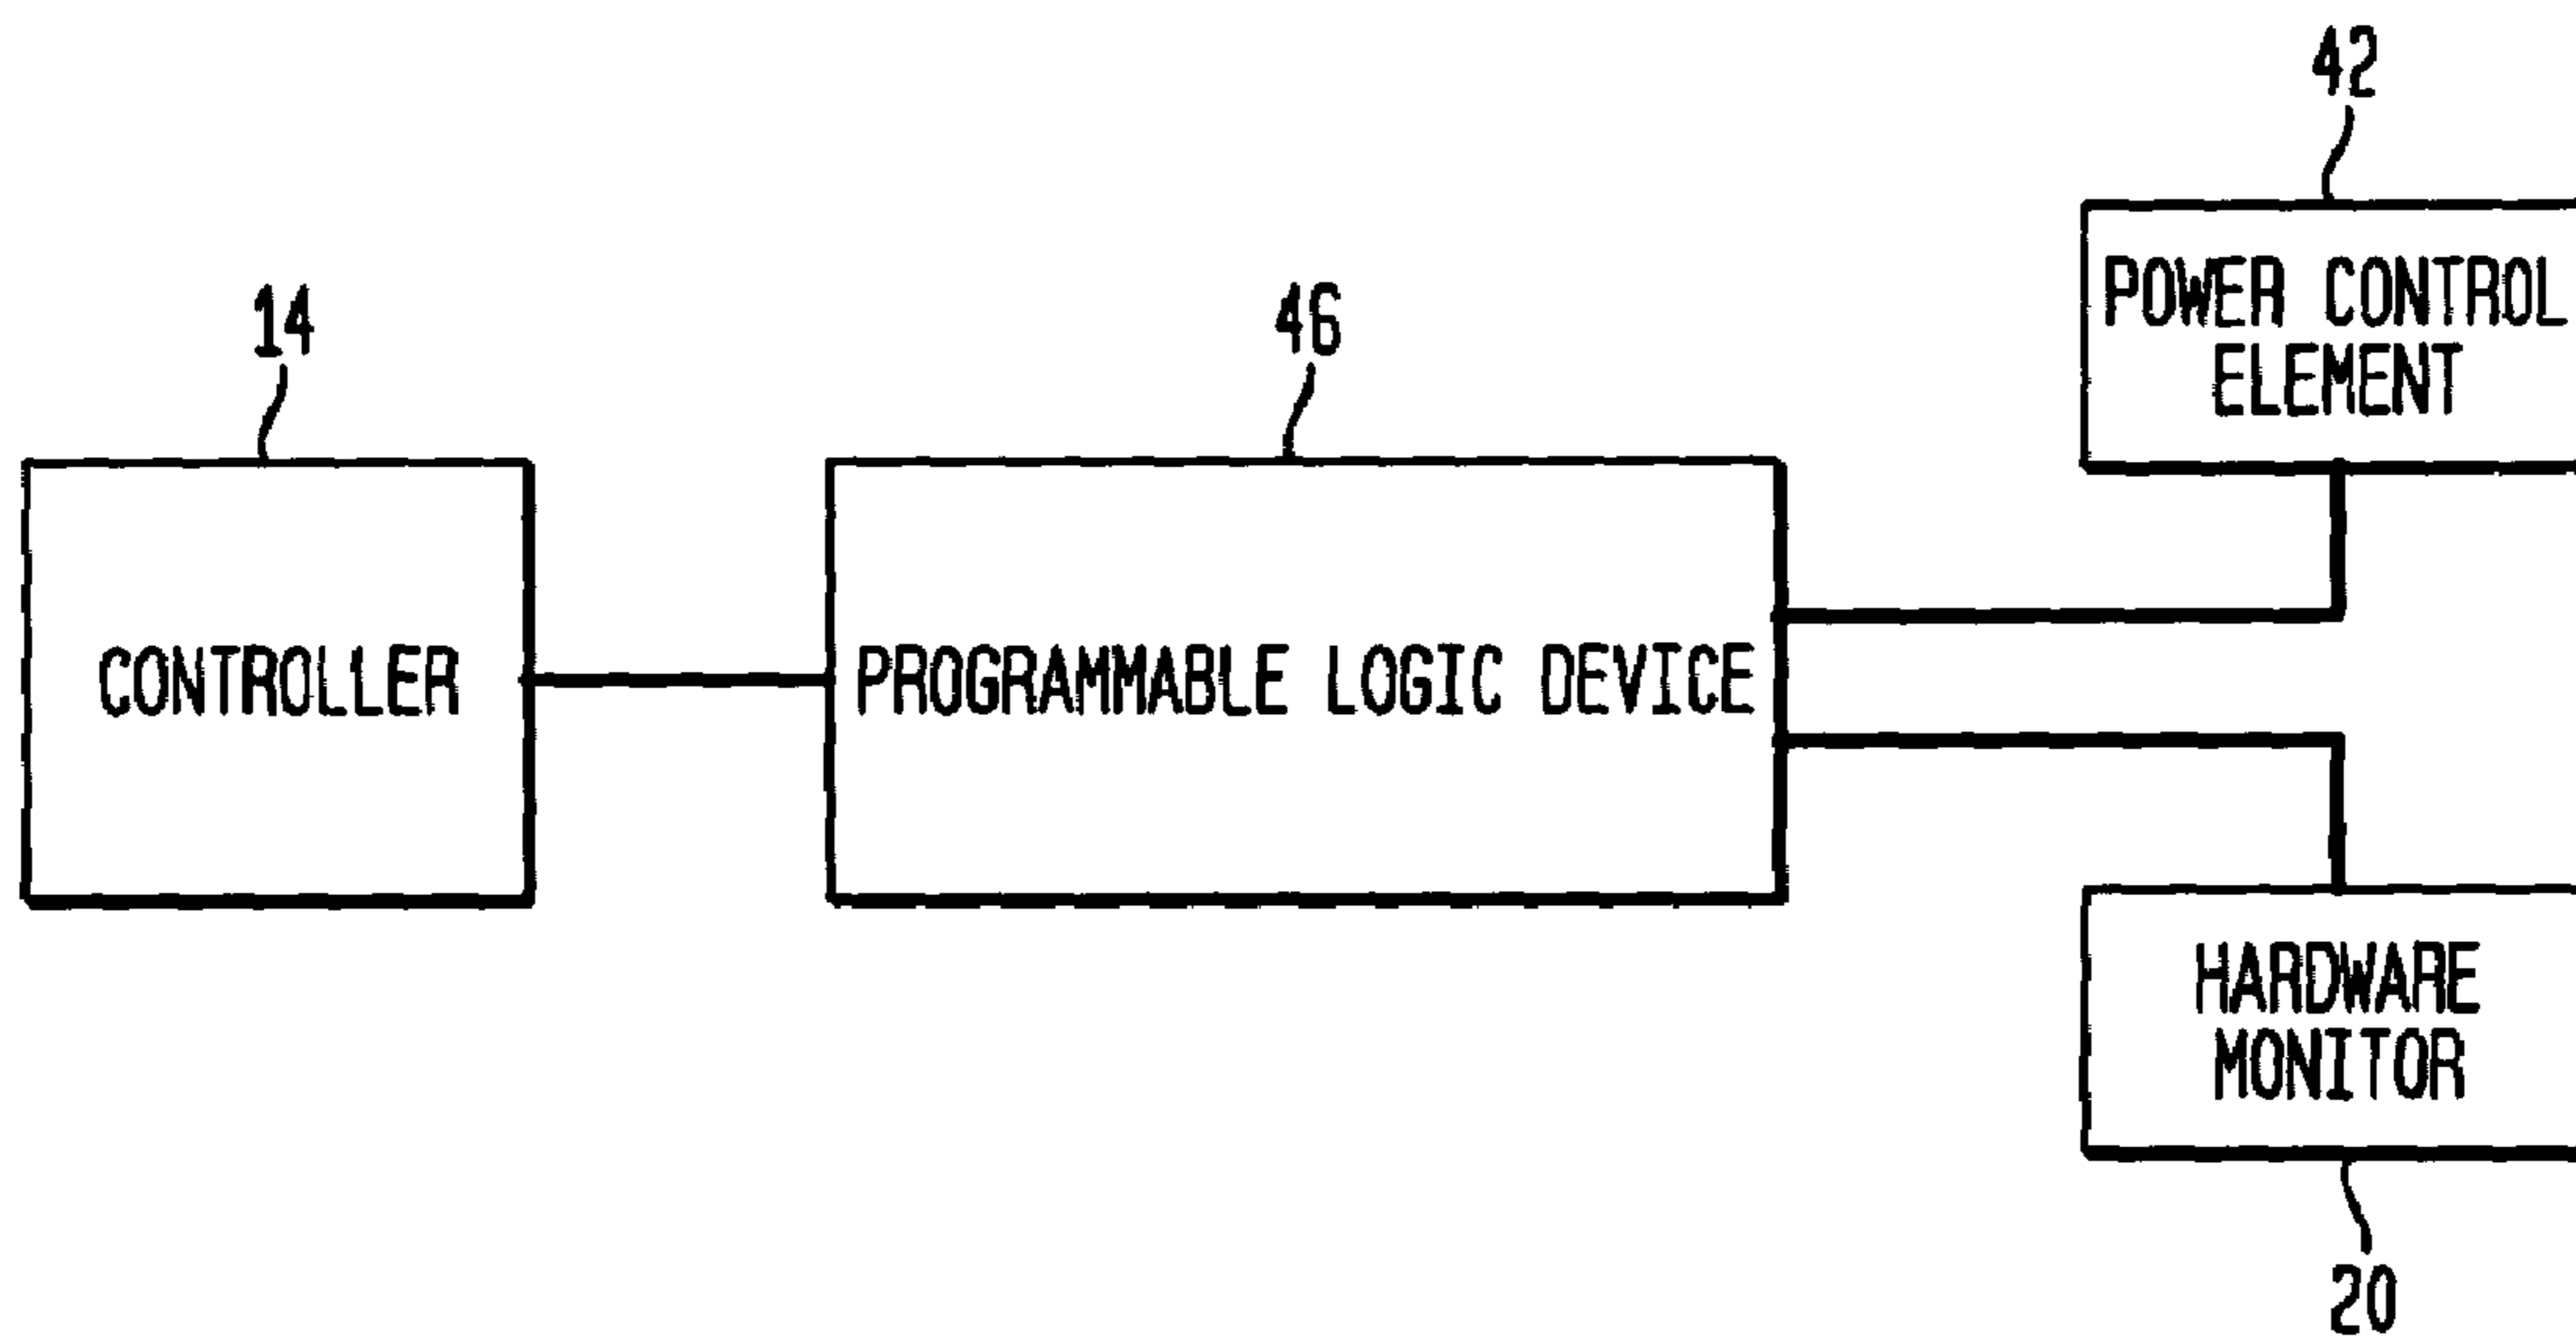 42
POWER CONTROL
ELEMENT
14
46
CONTROLLER
PROGRAMMABLE LOGIC DEVICE
HARDWARE
MONITOR
20